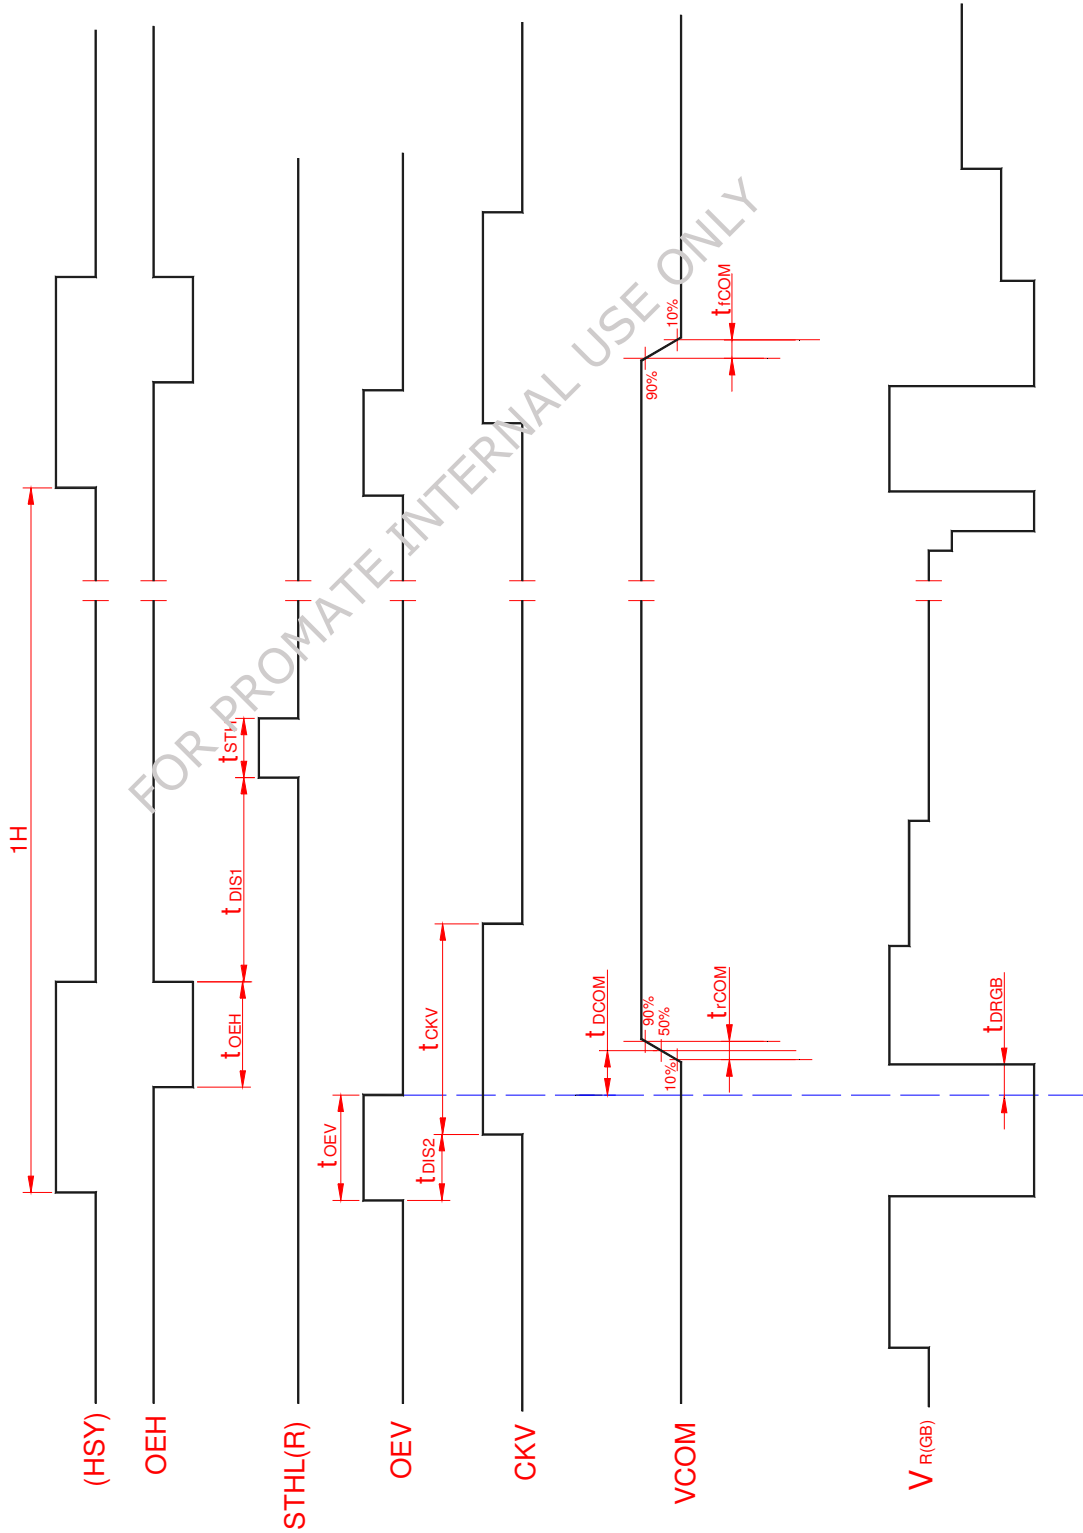 (HSY)
1H
OEH
tOEH
tDIS1
tSTH
STHL(R)
OEV
tOEV
tDIS2
CKV
tCKV
VCOM
tDCOM
10%
50%
90%
trCOM
90%
10%
tfCOM
V R(GB)
tDRGB
FOR PROMATE INTERNAL USE ONLY